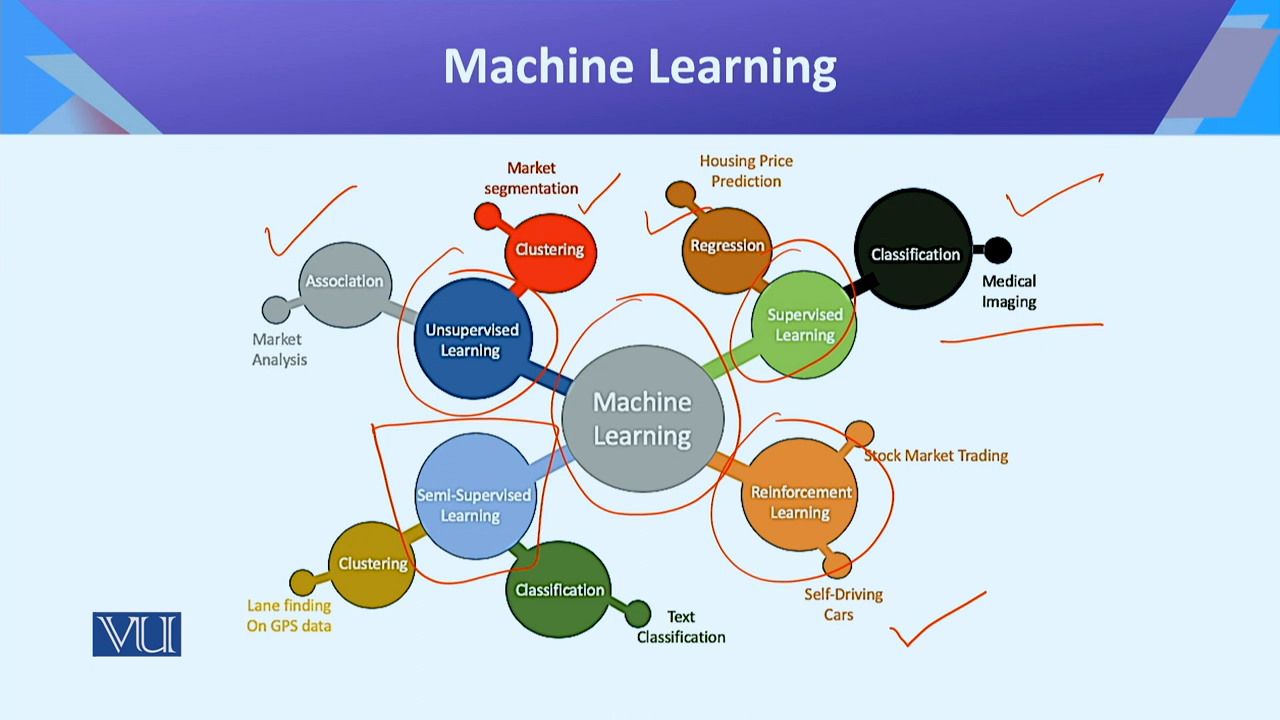 Machine Learning
Market
segmentation
Clustering
Association
Market
Analysis
Unsupervised
Learning
Housing Price
Prediction
Regression
Classification
Medical
Imaging
Supervised
Learning
Machine
Learning
Semi-Supervised
Learning
Clustering
Lane finding
On GPS data
Classification
Text
Classification
Reinforcement
Learning
Stock Market Trading
Self-Driving
Cars
VU